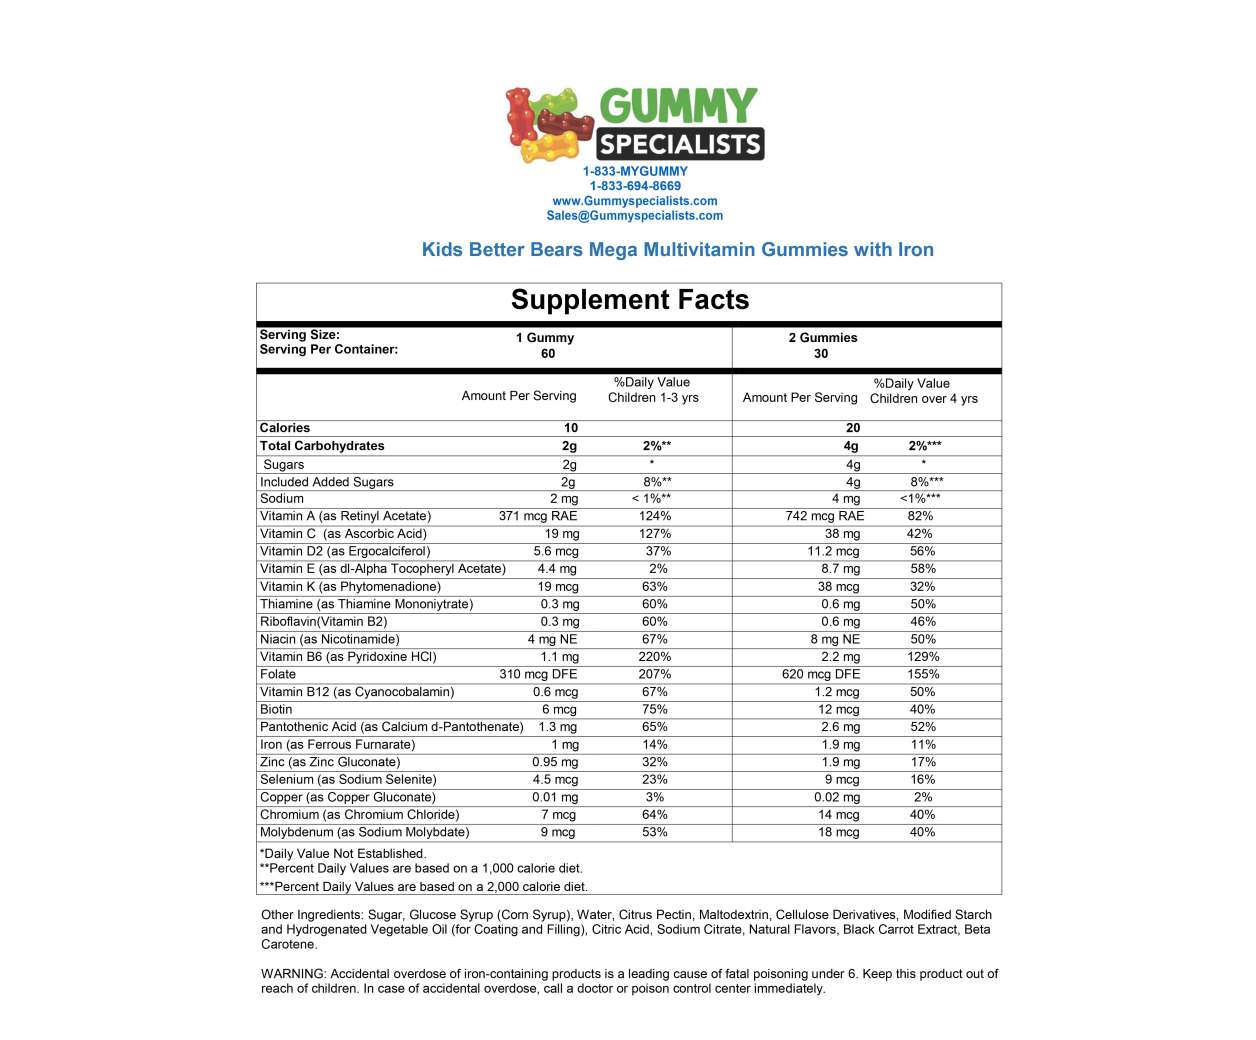 GUMMY
SPECIALISTS
1-833-MYGUMMY
1-833-694-8669
www.Gummyspecialists.com
Sales@Gummyspecialists.com
Kids Better Bears Mega Multivitamin Gummies with Iron
Supplement Facts
Serving Size: 1 Gummy 2 Gummies
Serving Per Container: 60 30
%Daily Value %Daily Value
Amount Per Serving Children 1-3 yrs Amount Per Serving Children over 4 yrs
Calories 10 20
Total Carbohydrates 2g 2%** 4g 2%***
Sugars 2g * 4g *
Included Added Sugars 2g 8%** 4g 8%***
Sodium 2 mg < 1%** 4 mg <1%***
Vitamin A (as Retinyl Acetate) 371 mcg RAE 124% 742 mcg RAE 82%
Vitamin C (as Ascorbic Acid) 19 mg 127% 38 mg 42%
Vitamin D2 (as Ergocalciferol) 5.6 mcg 37% 11.2 mcg 56%
Vitamin E (as dl-Alpha Tocopheryl Acetate) 4.4 mg 2% 8.7 mg 58%
Vitamin K (as Phytomenadione) 19 mcg 63% 38 mcg 32%
Thiamine (as Thiamine Mononiytrate) 0.3 mg 60% 0.6 mg 50%
Riboflavin(Vitamin B2) 0.3 mg 60% 0.6 mg 46%
Niacin (as Nicotinamide) 4 mg NE 67% 8 mg NE 50%
Vitamin B6 (as Pyridoxine HCl) 1.1 mg 220% 2.2 mg 129%
Folate 310 mcg DFE 207% 620 mcg DFE 155%
Vitamin B12 (as Cyanocobalamin) 0.6 mcg 67% 1.2 mcg 50%
Biotin 6 mcg 75% 12 mcg 40%
Pantothenic Acid (as Calcium d-Pantothenate) 1.3 mg 65% 2.6 mg 52%
Iron (as Ferrous Furnarate) 1 mg 14% 1.9 mg 11%
Zinc (as Zinc Gluconate) 0.95 mg 32% 1.9 mg 17%
Selenium (as Sodium Selenite) 4.5 mcg 23% 9 mcg 16%
Copper (as Copper Gluconate) 0.01 mg 3% 0.02 mg 2%
Chromium (as Chromium Chloride) 7 mcg 64% 14 mcg 40%
Molybdenum (as Sodium Molybdate) 9 mcg 53% 18 mcg 40%
*Daily Value Not Established.
**Percent Daily Values are based on a 1,000 calorie diet.
***Percent Daily Values are based on a 2,000 calorie diet.
Other Ingredients: Sugar, Glucose Syrup (Corn Syrup), Water, Citrus Pectin, Maltodextrin, Cellulose Derivatives, Modified Starch
and Hydrogenated Vegetable Oil (for Coating and Filling), Citric Acid, Sodium Citrate, Natural Flavors, Black Carrot Extract, Beta
Carotene.
WARNING: Accidental overdose of iron-containing products is a leading cause of fatal poisoning under 6. Keep this product out of
reach of children. In case of accidental overdose, call a doctor or poison control center immediately.